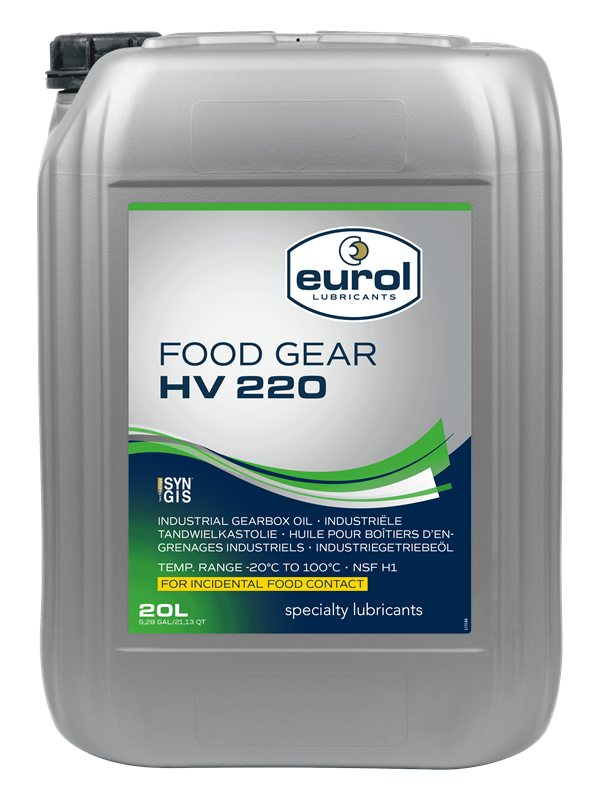 eurol
LUBRICANTS
FOOD GEAR
HV 220
SYN
GIS
INDUSTRIAL GEARBOX OIL · INDUSTRIËLE
TANDWIELKASTOLIE · HUILE POUR BOÎTIERS D'EN-
GRENAGES INDUSTRIELS · INDUSTRIEGETRIEBEÖL
TEMP. RANGE -20°C TO 100°C · NSF H1
FOR INCIDENTAL FOOD CONTACT
20L
5,28 GAL/21,13 QT
specialty lubricants